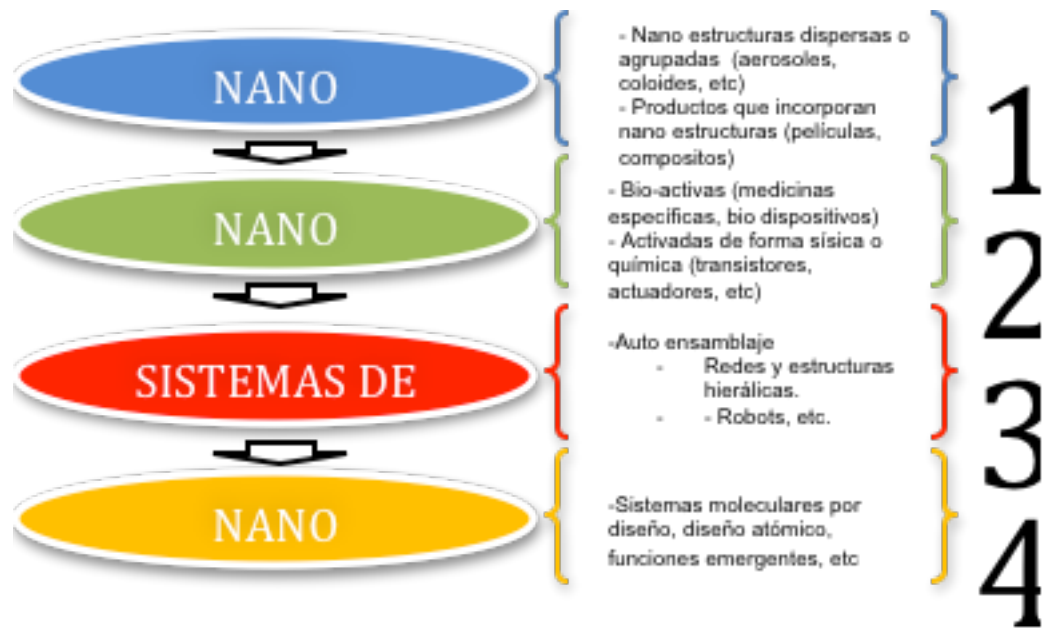 NANO
- Nano estructuras dispersas o
agrupadas (aerosoles,
coloides, etc)
- Productos que incorporan
nano estructuras (películas,
compositos)
1
NANO
- Bio-activas (medicinas
específicas, bio dispositivos)
- Activadas de forma sísica o
química (transistores,
actuadores, etc)
2
SISTEMAS DE
-Auto ensamblaje
- Redes y estructuras
hierálicas.
- - Robots, etc.
3
NANO
-Sistemas moleculares por
diseño, diseño atómico,
funciones emergentes, etc
4